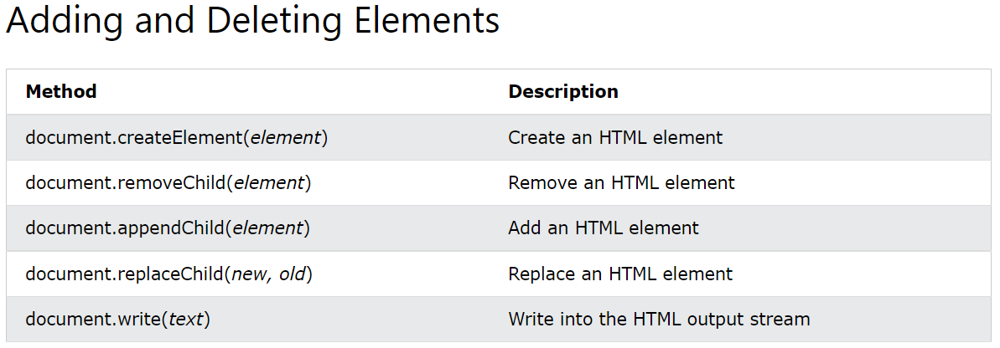 Adding and Deleting Elements
Method Description
document.createElement(element) Create an HTML element
document.removeChild(element) Remove an HTML element
document.appendChild(element) Add an HTML element
document.replaceChild(new, old) Replace an HTML element
document.write(text) Write into the HTML output stream